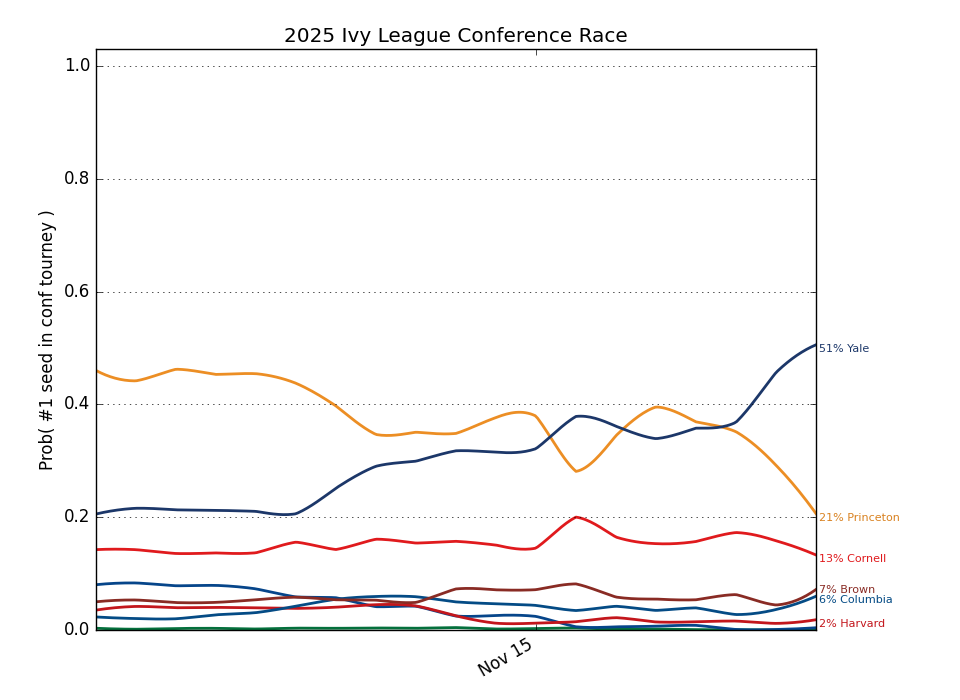 2025 Ivy League Conference Race
Prob( #1 seed in conf tourney )
1.0
0.8
0.6
0.4
0.2
0.0
Nov 15
51% Yale
21% Princeton
13% Cornell
7% Brown
6% Columbia
2% Harvard